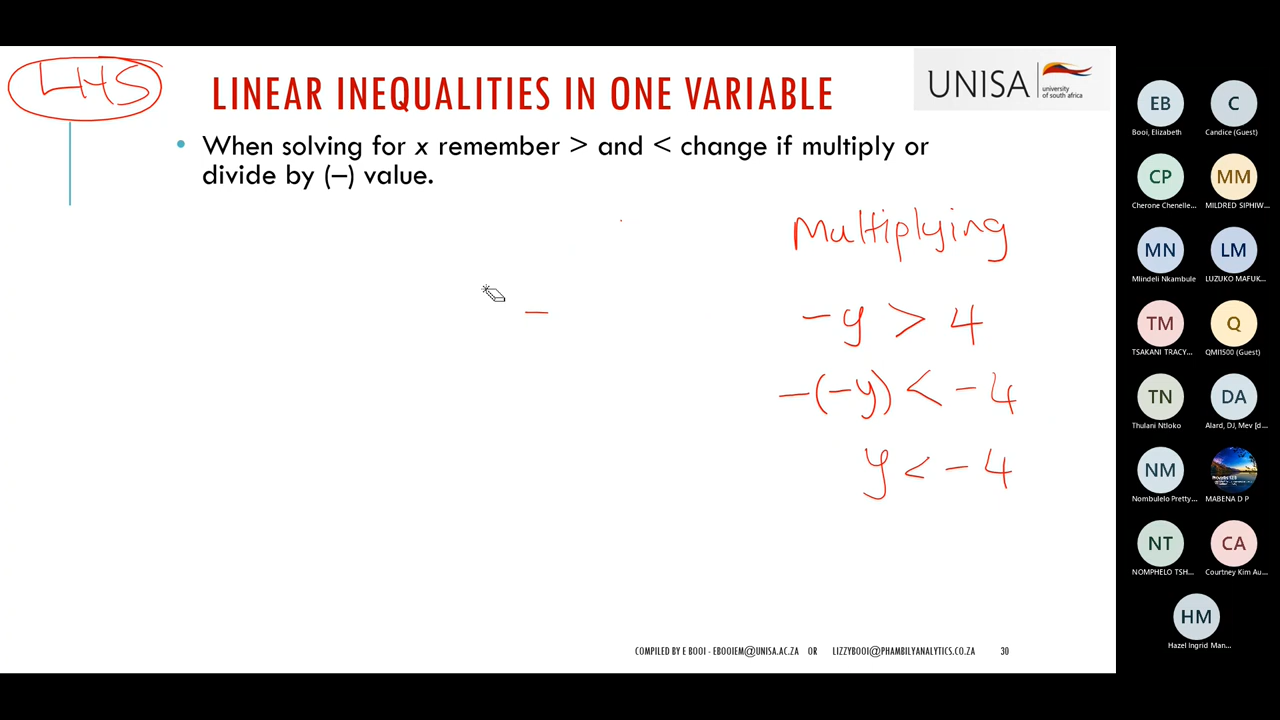 LHS
LINEAR INEQUALITIES IN ONE VARIABLE
UNISA
university
of south africa
• When solving for x remember > and < change if multiply or
divide by (–) value.
Multiplying
-y > 4
-(-y) < -4
y < -4
–
COMPILED BY E BOOI - EBOOIEM@UNISA.AC.ZA OR LIZZYBOOI@PHAMBILYANALYTICS.CO.ZA 30
EB
Booi, Elizabeth
C
Candice (Guest)
CP
Cherone Chenelle...
MM
MILDRED SIPHIW...
MN
Mlindeli Nkambule
LM
LUZUKO MAFUK...
TM
TSAKANI TRACY...
Q
QMI1500 (Guest)
TN
Thulani Ntloko
DA
Alard, DJ, Mev [d...
NM
Nombulelo Pretty...
MABENA D P
NT
NOMPHELO TSH...
CA
Courtney Kim Au...
HM
Hazel Ingrid Man...